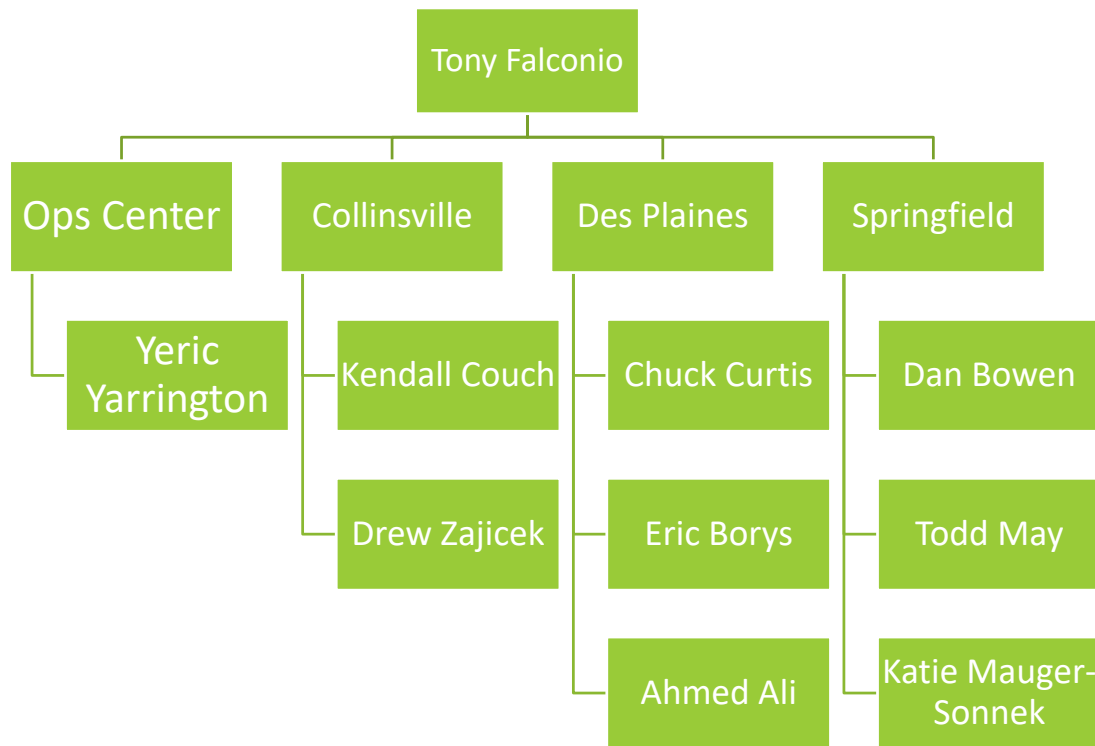 Tony Falconio
Ops Center
Collinsville
Des Plaines
Springfield
Yeric
Yarrington
Kendall Couch
Chuck Curtis
Dan Bowen
Drew Zajicek
Eric Borys
Todd May
Ahmed Ali
Katie Mauger-
Sonnek